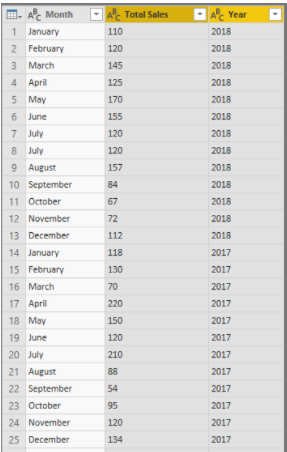 ABC Month ABC Total Sales ABC Year
1 January 110 2018
2 February 120 2018
3 March 145 2018
4 April 125 2018
5 May 170 2018
6 June 155 2018
7 July 120 2018
8 July 120 2018
9 August 157 2018
10 September 84 2018
11 October 67 2018
12 November 72 2018
13 December 112 2018
14 January 118 2017
15 February 130 2017
16 March 70 2017
17 April 220 2017
18 May 150 2017
19 June 120 2017
20 July 210 2017
21 August 88 2017
22 September 54 2017
23 October 95 2017
24 November 120 2017
25 December 134 2017